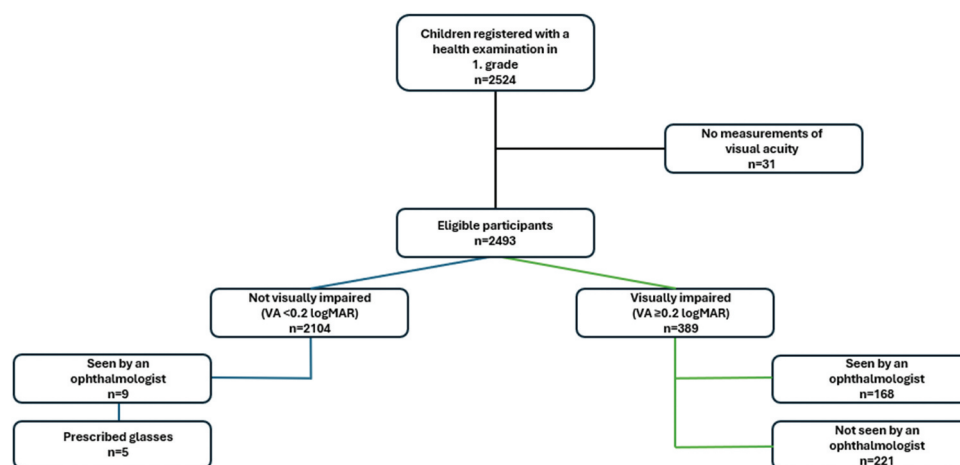 Children registered with a
health examination in
1. grade
n=2524
No measurements of
visual acuity
n=31
Eligible participants
n=2493
Not visually impaired
(VA <0.2 logMAR)
n=2104
Visually impaired
(VA ≥0.2 logMAR)
n=389
Seen by an
ophthalmologist
n=9
Seen by an
ophthalmologist
n=168
Prescribed glasses
n=5
Not seen by an
ophthalmologist
n=221